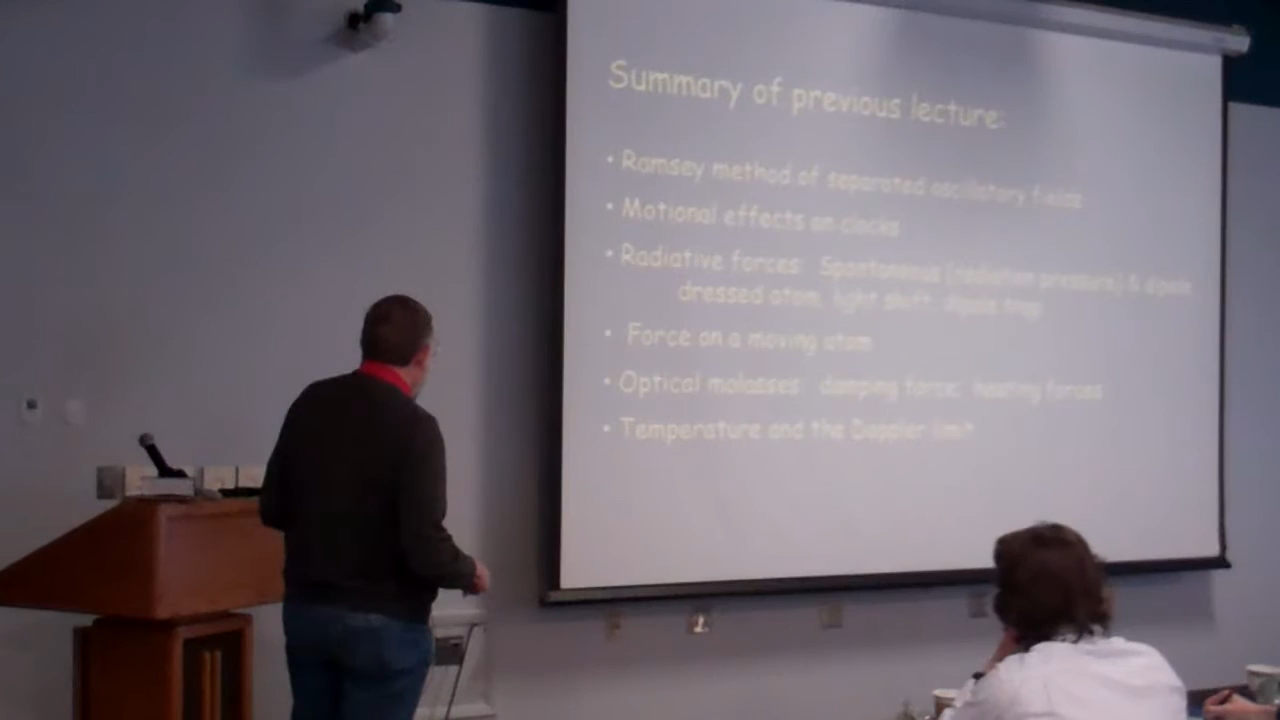 Summary of previous lecture:
• Ramsey method of separated oscillatory fields
• Motional effects on clocks
• Radiative forces: Spontaneous (radiation pressure) & dipole
dressed atom, light shift, dipole trap
• Force on a moving atom
• Optical molasses: damping force; heating forces
• Temperature and the Doppler limit